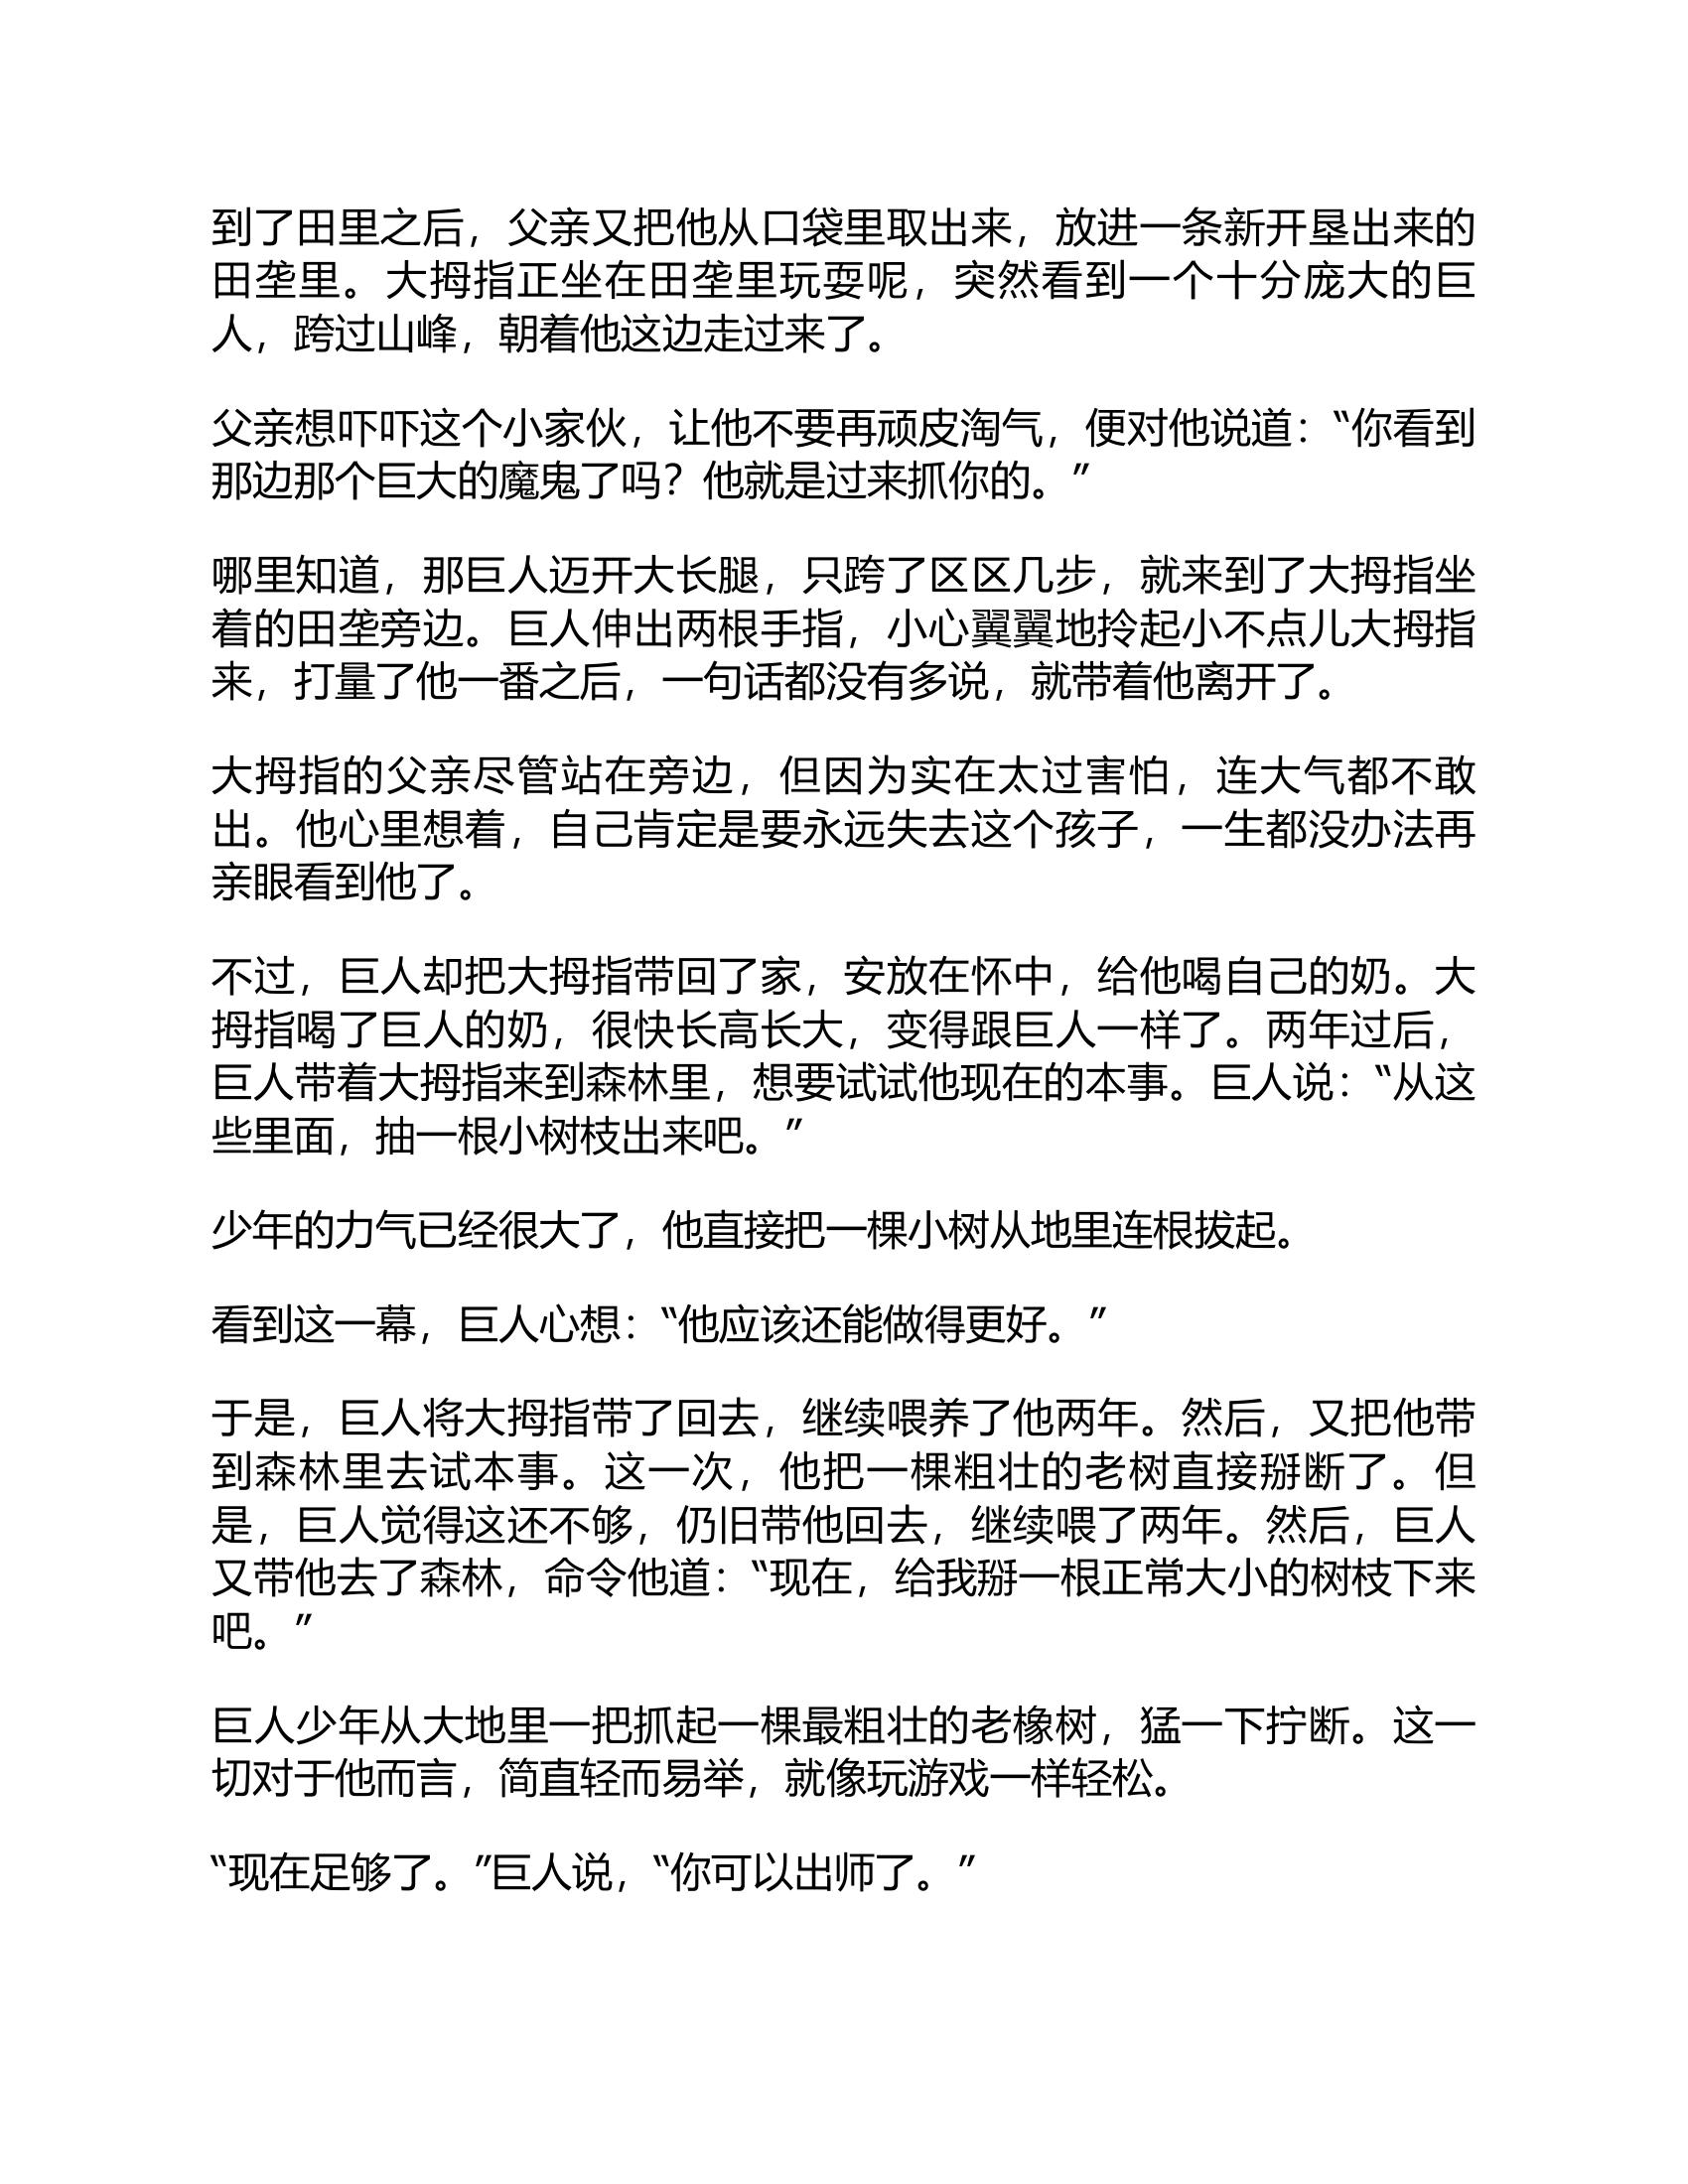 到了田里之后，父亲又把他从口袋里取出来，放进一条新开垦出来的
田垄里。大拇指正坐在田垄里玩耍呢，突然看到一个十分庞大的巨
人，跨过山峰，朝着他这边走过来了。
父亲想吓吓这个小家伙，让他不要再顽皮淘气，便对他说道：“你看到
那边那个巨大的魔鬼了吗？他就是过来抓你的。”
哪里知道，那巨人迈开大长腿，只跨了区区几步，就来到了大拇指坐
着的田垄旁边。巨人伸出两根手指，小心翼翼地拎起小不点儿大拇指
来，打量了他一番之后，一句话都没有多说，就带着他离开了。
大拇指的父亲尽管站在旁边，但因为实在太过害怕，连大气都不敢
出。他心里想着，自己肯定是要永远失去这个孩子，一生都没办法再
亲眼看到他了。
不过，巨人却把大拇指带回了家，安放在怀中，给他喝自己的奶。大
拇指喝了巨人的奶，很快长高长大，变得跟巨人一样了。两年过后，
巨人带着大拇指来到森林里，想要试试他现在的本事。巨人说：“从这
些里面，抽一根小树枝出来吧。”
少年的力气已经很大了，他直接把一棵小树从地里连根拔起。
看到这一幕，巨人心想：“他应该还能做得更好。”
于是，巨人将大拇指带了回去，继续喂养了他两年。然后，又把他带
到森林里去试本事。这一次，他把一棵粗壮的老树直接掰断了。但
是，巨人觉得这还不够，仍旧带他回去，继续喂了两年。然后，巨人
又带他去了森林，命令他道：“现在，给我掰一根正常大小的树枝下来
吧。”
巨人少年从大地里一把抓起一棵最粗壮的老橡树，猛一下拧断。这一
切对于他而言，简直轻而易举，就像玩游戏一样轻松。
“现在足够了。”巨人说，“你可以出师了。”